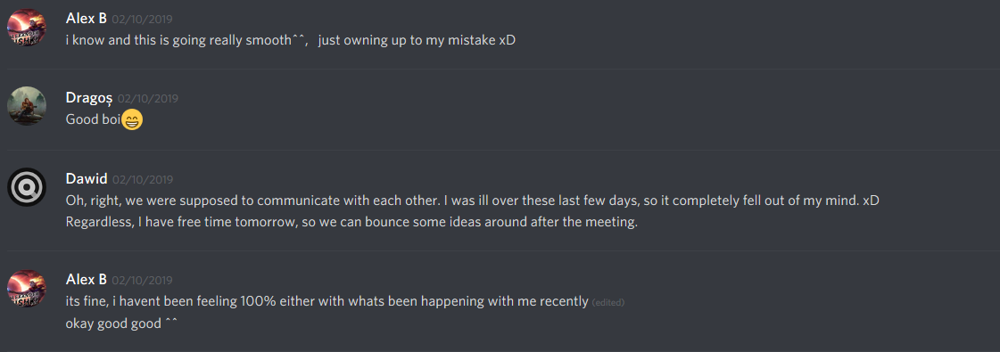 Alex B 02/10/2019
i know and this is going really smooth^^, just owning up to my mistake xD
Dragoș 02/10/2019
Good boi😄
Dawid 02/10/2019
Oh, right, we were supposed to communicate with each other. I was ill over these last few days, so it completely fell out of my mind. xD
Regardless, I have free time tomorrow, so we can bounce some ideas around after the meeting.
Alex B 02/10/2019
its fine, i havent been feeling 100% either with whats been happening with me recently (edited)
okay good good ^^